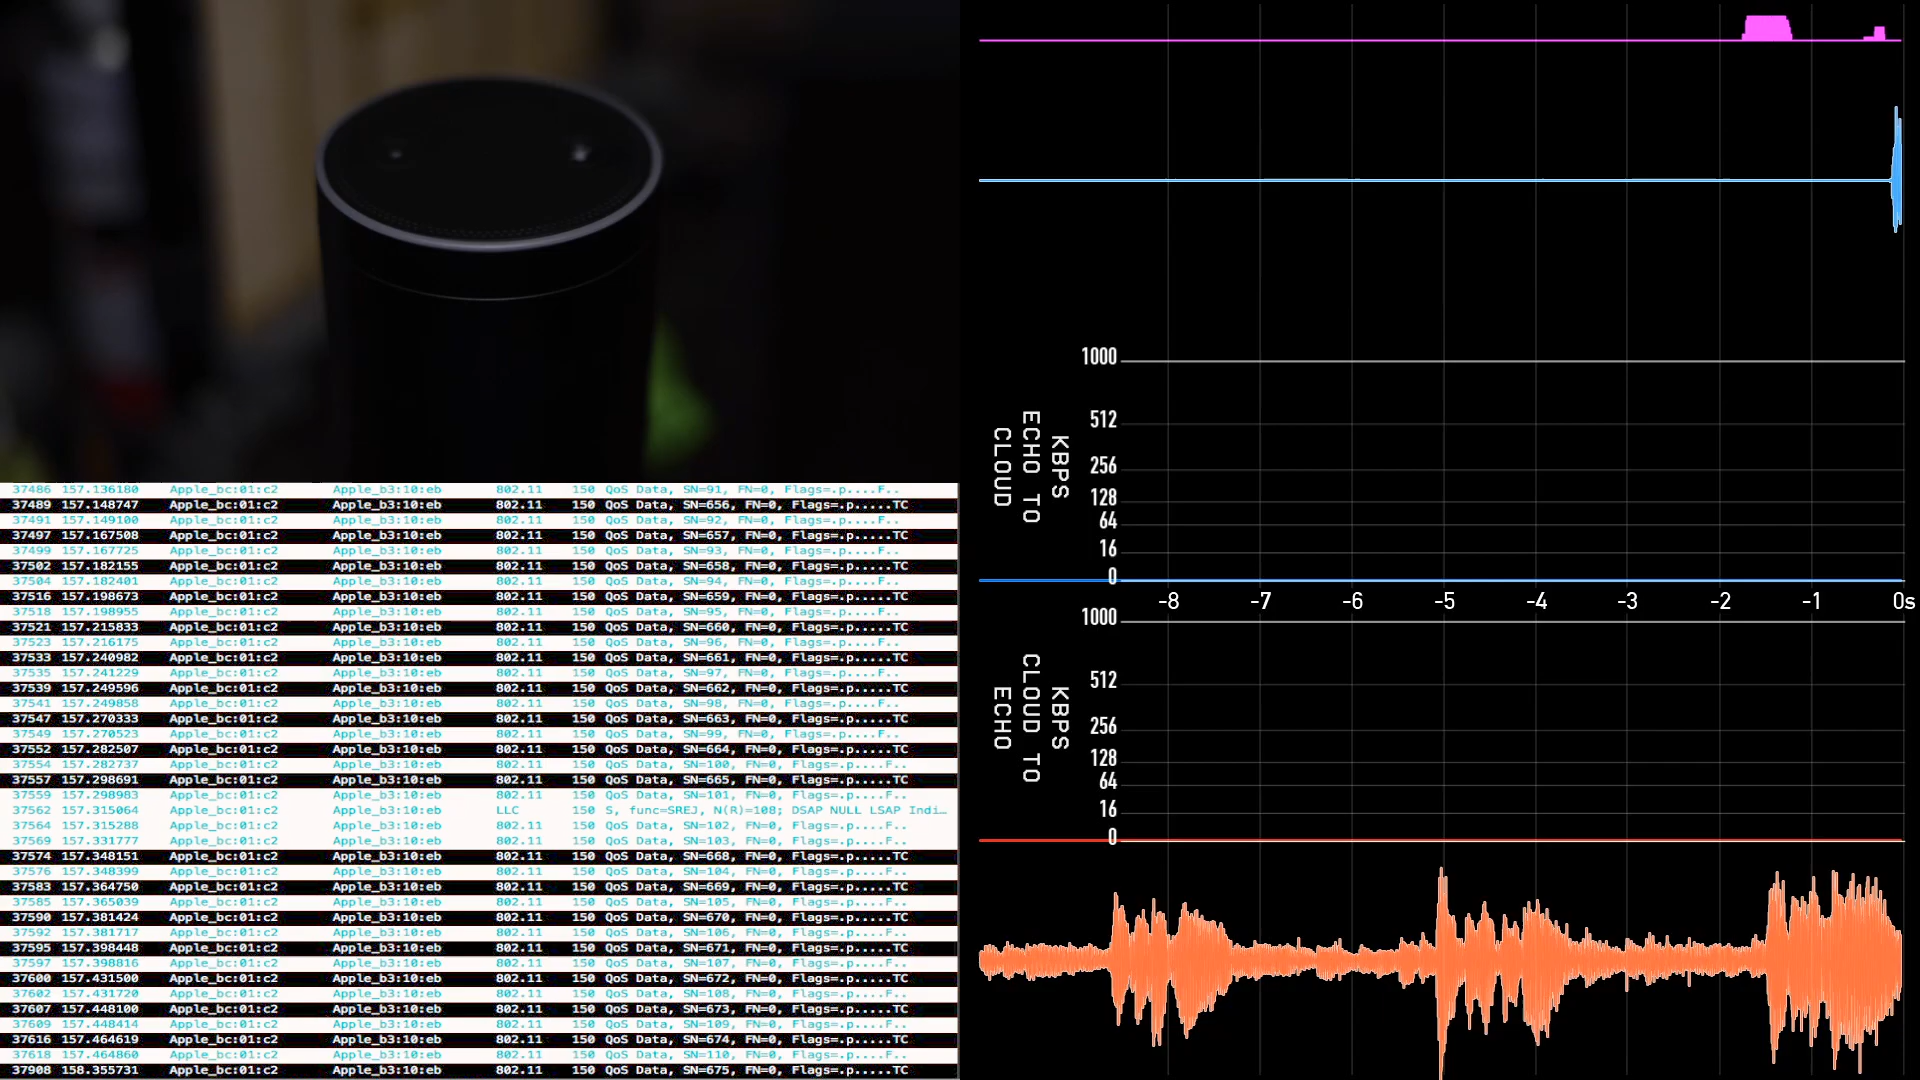 37486 157.136180 Apple_bc:01:c2 Apple_b3:10:eb 802.11 150 QoS Data, SN=91, FN=0, Flags=.p....F..
37489 157.148747 Apple_bc:01:c2 Apple_b3:10:eb 802.11 150 QoS Data, SN=656, FN=0, Flags=.p.....TC
37491 157.149100 Apple_bc:01:c2 Apple_b3:10:eb 802.11 150 QoS Data, SN=92, FN=0, Flags=.p....F..
37497 157.167508 Apple_bc:01:c2 Apple_b3:10:eb 802.11 150 QoS Data, SN=657, FN=0, Flags=.p.....TC
37499 157.167725 Apple_bc:01:c2 Apple_b3:10:eb 802.11 150 QoS Data, SN=93, FN=0, Flags=.p....F..
37502 157.182155 Apple_bc:01:c2 Apple_b3:10:eb 802.11 150 QoS Data, SN=658, FN=0, Flags=.p.....TC
37504 157.182401 Apple_bc:01:c2 Apple_b3:10:eb 802.11 150 QoS Data, SN=94, FN=0, Flags=.p....F..
37516 157.198673 Apple_bc:01:c2 Apple_b3:10:eb 802.11 150 QoS Data, SN=659, FN=0, Flags=.p.....TC
37518 157.198955 Apple_bc:01:c2 Apple_b3:10:eb 802.11 150 QoS Data, SN=95, FN=0, Flags=.p....F..
37521 157.215833 Apple_bc:01:c2 Apple_b3:10:eb 802.11 150 QoS Data, SN=660, FN=0, Flags=.p.....TC
37523 157.216175 Apple_bc:01:c2 Apple_b3:10:eb 802.11 150 QoS Data, SN=96, FN=0, Flags=.p....F..
37533 157.240982 Apple_bc:01:c2 Apple_b3:10:eb 802.11 150 QoS Data, SN=661, FN=0, Flags=.p.....TC
37535 157.241229 Apple_bc:01:c2 Apple_b3:10:eb 802.11 150 QoS Data, SN=97, FN=0, Flags=.p....F..
37539 157.249596 Apple_bc:01:c2 Apple_b3:10:eb 802.11 150 QoS Data, SN=662, FN=0, Flags=.p.....TC
37541 157.249858 Apple_bc:01:c2 Apple_b3:10:eb 802.11 150 QoS Data, SN=98, FN=0, Flags=.p....F..
37547 157.270333 Apple_bc:01:c2 Apple_b3:10:eb 802.11 150 QoS Data, SN=663, FN=0, Flags=.p.....TC
37549 157.270523 Apple_bc:01:c2 Apple_b3:10:eb 802.11 150 QoS Data, SN=99, FN=0, Flags=.p....F..
37552 157.282507 Apple_bc:01:c2 Apple_b3:10:eb 802.11 150 QoS Data, SN=664, FN=0, Flags=.p.....TC
37554 157.282737 Apple_bc:01:c2 Apple_b3:10:eb 802.11 150 QoS Data, SN=100, FN=0, Flags=.p....F..
37557 157.298691 Apple_bc:01:c2 Apple_b3:10:eb 802.11 150 QoS Data, SN=665, FN=0, Flags=.p.....TC
37559 157.298983 Apple_bc:01:c2 Apple_b3:10:eb 802.11 150 QoS Data, SN=101, FN=0, Flags=.p....F..
37562 157.315064 Apple_bc:01:c2 Apple_b3:10:eb LLC 150 S, func=SREJ, N(R)=108; DSAP NULL LSAP Indi…
37564 157.315288 Apple_bc:01:c2 Apple_b3:10:eb 802.11 150 QoS Data, SN=102, FN=0, Flags=.p....F..
37569 157.331777 Apple_bc:01:c2 Apple_b3:10:eb 802.11 150 QoS Data, SN=103, FN=0, Flags=.p....F..
37574 157.348151 Apple_bc:01:c2 Apple_b3:10:eb 802.11 150 QoS Data, SN=668, FN=0, Flags=.p.....TC
37576 157.348399 Apple_bc:01:c2 Apple_b3:10:eb 802.11 150 QoS Data, SN=104, FN=0, Flags=.p....F..
37583 157.364750 Apple_bc:01:c2 Apple_b3:10:eb 802.11 150 QoS Data, SN=669, FN=0, Flags=.p.....TC
37585 157.365039 Apple_bc:01:c2 Apple_b3:10:eb 802.11 150 QoS Data, SN=105, FN=0, Flags=.p....F..
37590 157.381424 Apple_bc:01:c2 Apple_b3:10:eb 802.11 150 QoS Data, SN=670, FN=0, Flags=.p.....TC
37592 157.381717 Apple_bc:01:c2 Apple_b3:10:eb 802.11 150 QoS Data, SN=106, FN=0, Flags=.p....F..
37595 157.398448 Apple_bc:01:c2 Apple_b3:10:eb 802.11 150 QoS Data, SN=671, FN=0, Flags=.p.....TC
37597 157.398816 Apple_bc:01:c2 Apple_b3:10:eb 802.11 150 QoS Data, SN=107, FN=0, Flags=.p....F..
37600 157.431500 Apple_bc:01:c2 Apple_b3:10:eb 802.11 150 QoS Data, SN=672, FN=0, Flags=.p.....TC
37602 157.431720 Apple_bc:01:c2 Apple_b3:10:eb 802.11 150 QoS Data, SN=108, FN=0, Flags=.p....F..
37607 157.448100 Apple_bc:01:c2 Apple_b3:10:eb 802.11 150 QoS Data, SN=673, FN=0, Flags=.p.....TC
37609 157.448414 Apple_bc:01:c2 Apple_b3:10:eb 802.11 150 QoS Data, SN=109, FN=0, Flags=.p....F..
37616 157.464619 Apple_bc:01:c2 Apple_b3:10:eb 802.11 150 QoS Data, SN=674, FN=0, Flags=.p.....TC
37618 157.464860 Apple_bc:01:c2 Apple_b3:10:eb 802.11 150 QoS Data, SN=110, FN=0, Flags=.p....F..
37908 158.355731 Apple_bc:01:c2 Apple_b3:10:eb 802.11 150 QoS Data, SN=675, FN=0, Flags=.p.....TC
KBPS
ECHO TO
CLOUD
1000
512
256
128
64
16
0
-8 -7 -6 -5 -4 -3 -2 -1 0s
KBPS
CLOUD TO
ECHO
1000
512
256
128
64
16
0